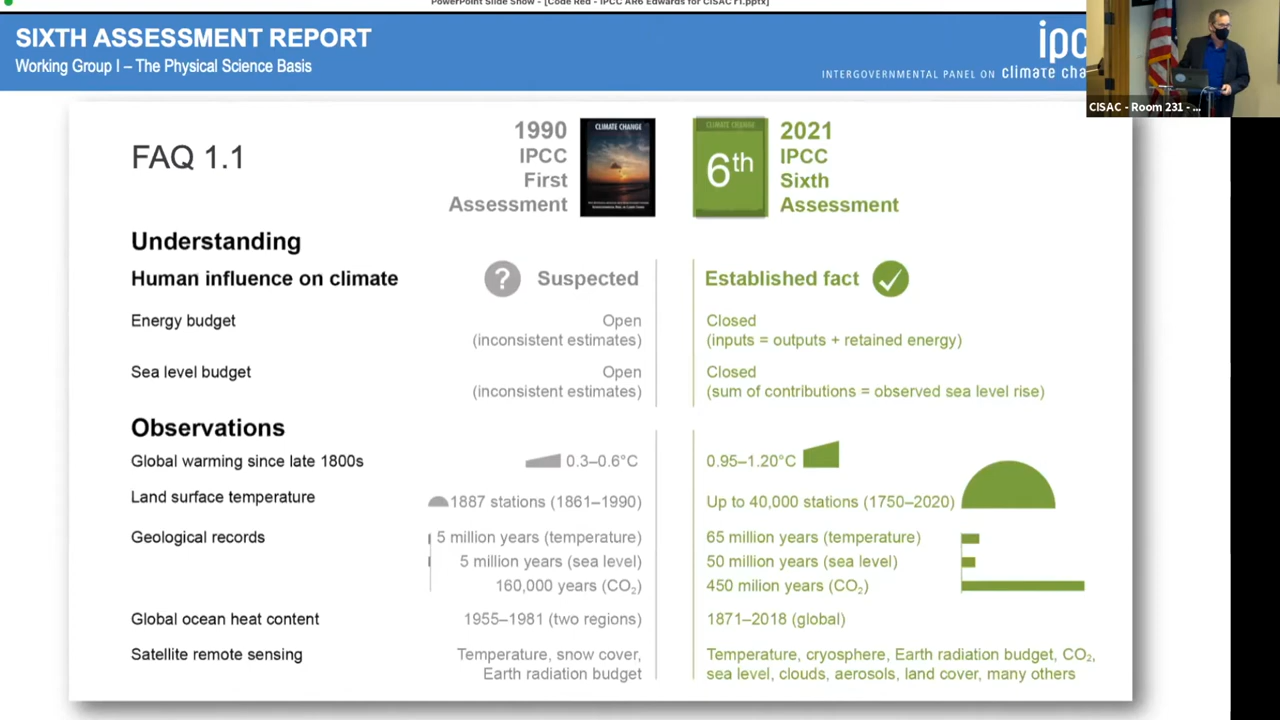 PowerPoint Slide Show - [Code Red - IPCC AR6 Edwards for CISAC r1.pptx]
SIXTH ASSESSMENT REPORT
Working Group I – The Physical Science Basis
ipc
INTERGOVERNMENTAL PANEL ON climate cha
CISAC - Room 231 - ...
FAQ 1.1
1990
IPCC
First
Assessment
CLIMATE CHANGE
CLIMATE CHANGE
6th
2021
IPCC
Sixth
Assessment
Understanding
Human influence on climate
? Suspected
Established fact
Energy budget
Open
(inconsistent estimates)
Closed
(inputs = outputs + retained energy)
Sea level budget
Open
(inconsistent estimates)
Closed
(sum of contributions = observed sea level rise)
Observations
Global warming since late 1800s
0.3–0.6°C
0.95–1.20°C
Land surface temperature
1887 stations (1861–1990)
Up to 40,000 stations (1750–2020)
Geological records
5 million years (temperature)
65 million years (temperature)
5 million years (sea level)
50 million years (sea level)
160,000 years (CO₂)
450 milion years (CO₂)
Global ocean heat content
1955–1981 (two regions)
1871–2018 (global)
Satellite remote sensing
Temperature, snow cover,
Earth radiation budget
Temperature, cryosphere, Earth radiation budget, CO₂,
sea level, clouds, aerosols, land cover, many others